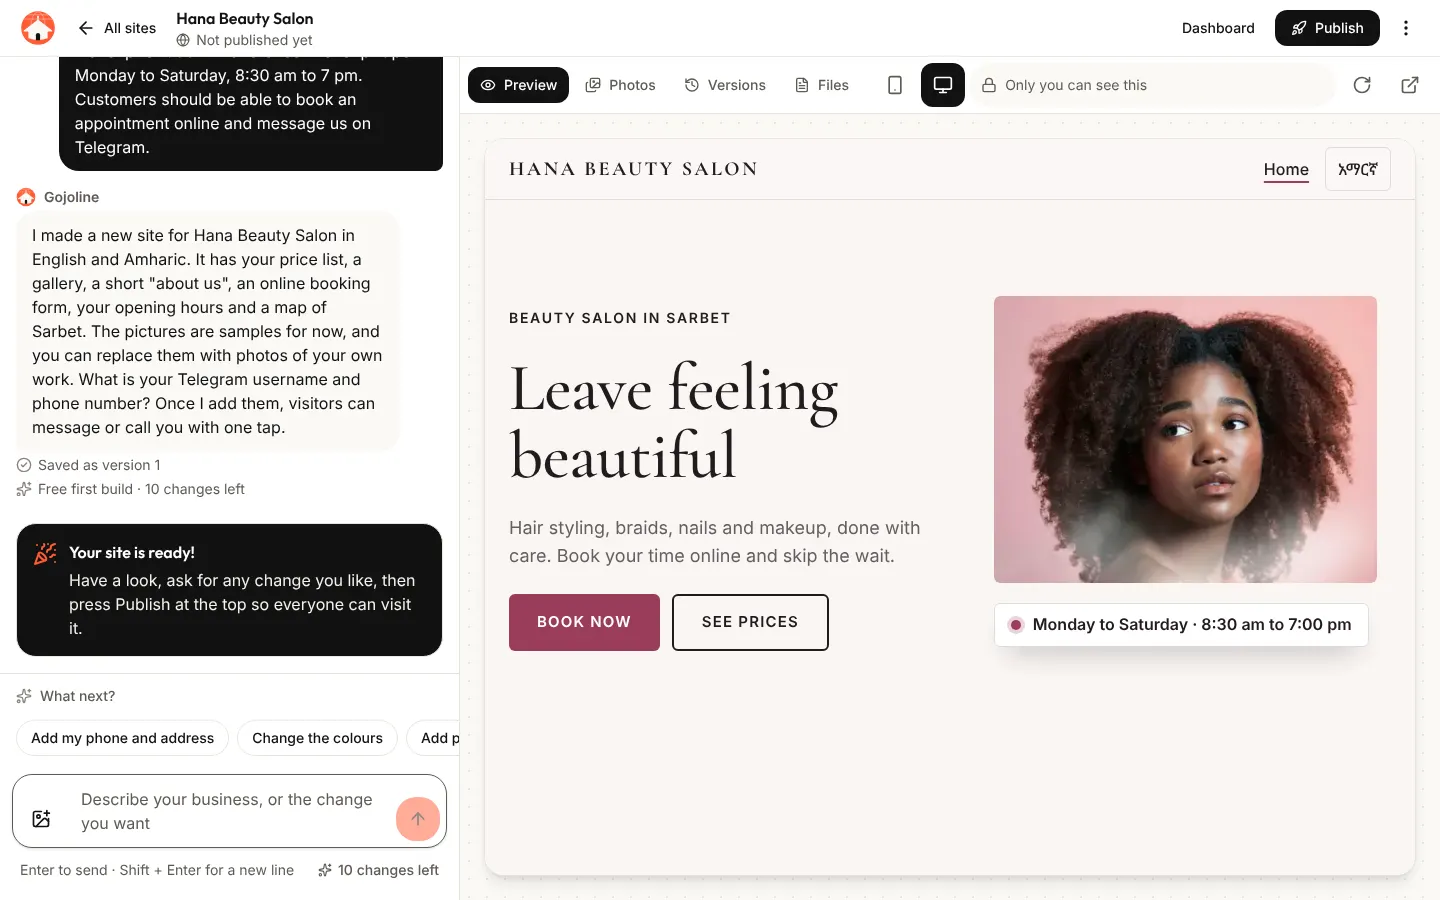 Hana Beauty Salon
All sites
Not published yet
Dashboard
Publish
Monday to Saturday, 8:30 am to 7 pm.
Customers should be able to book an
appointment online and message us on
Telegram.
Gojoline
I made a new site for Hana Beauty Salon in
English and Amharic. It has your price list, a
gallery, a short "about us", an online booking
form, your opening hours and a map of
Sarbet. The pictures are samples for now, and
you can replace them with photos of your own
work. What is your Telegram username and
phone number? Once I add them, visitors can
message or call you with one tap.
Saved as version 1
Free first build · 10 changes left
Your site is ready!
Have a look, ask for any change you like, then
press Publish at the top so everyone can visit
it.
What next?
Add my phone and address
Change the colours
Add
Describe your business, or the change
you want
Enter to send · Shift + Enter for a new line
10 changes left
Preview
Photos
Versions
Files
Only you can see this
HANA BEAUTY SALON
Home
አማርኛ
BEAUTY SALON IN SARBET
Leave feeling
beautiful
Hair styling, braids, nails and makeup, done with
care. Book your time online and skip the wait.
BOOK NOW
SEE PRICES
Monday to Saturday · 8:30 am to 7:00 pm